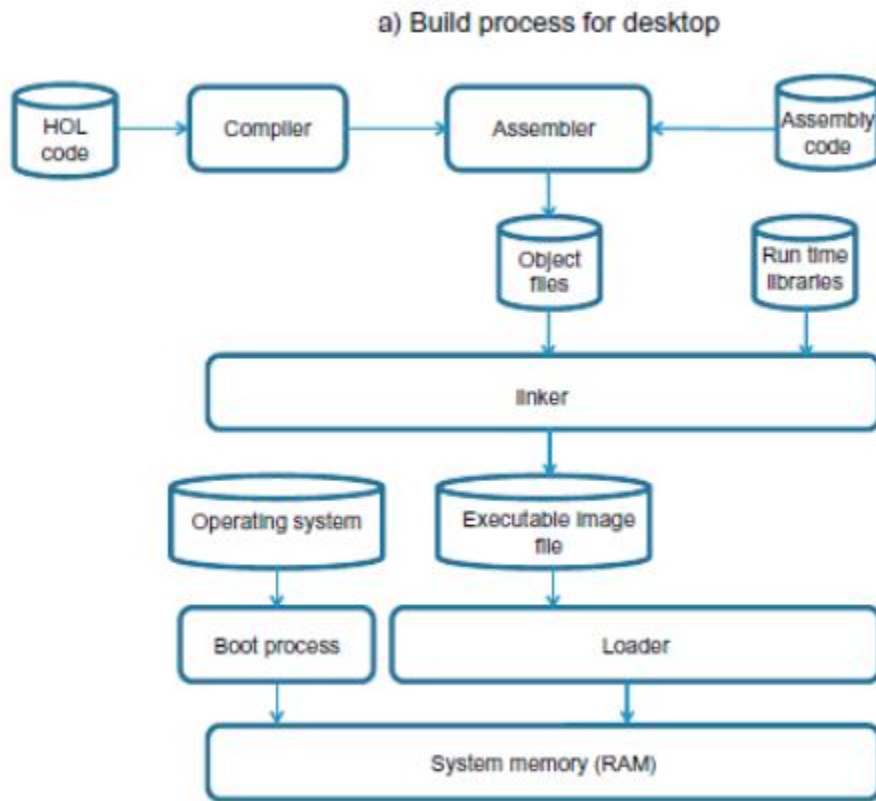 a) Build process for desktop
HOL
code
Compiler
Assembler
Assembly
code
Object
files
Run time
libraries
linker
Operating system
Executable image
file
Boot process
Loader
System memory (RAM)